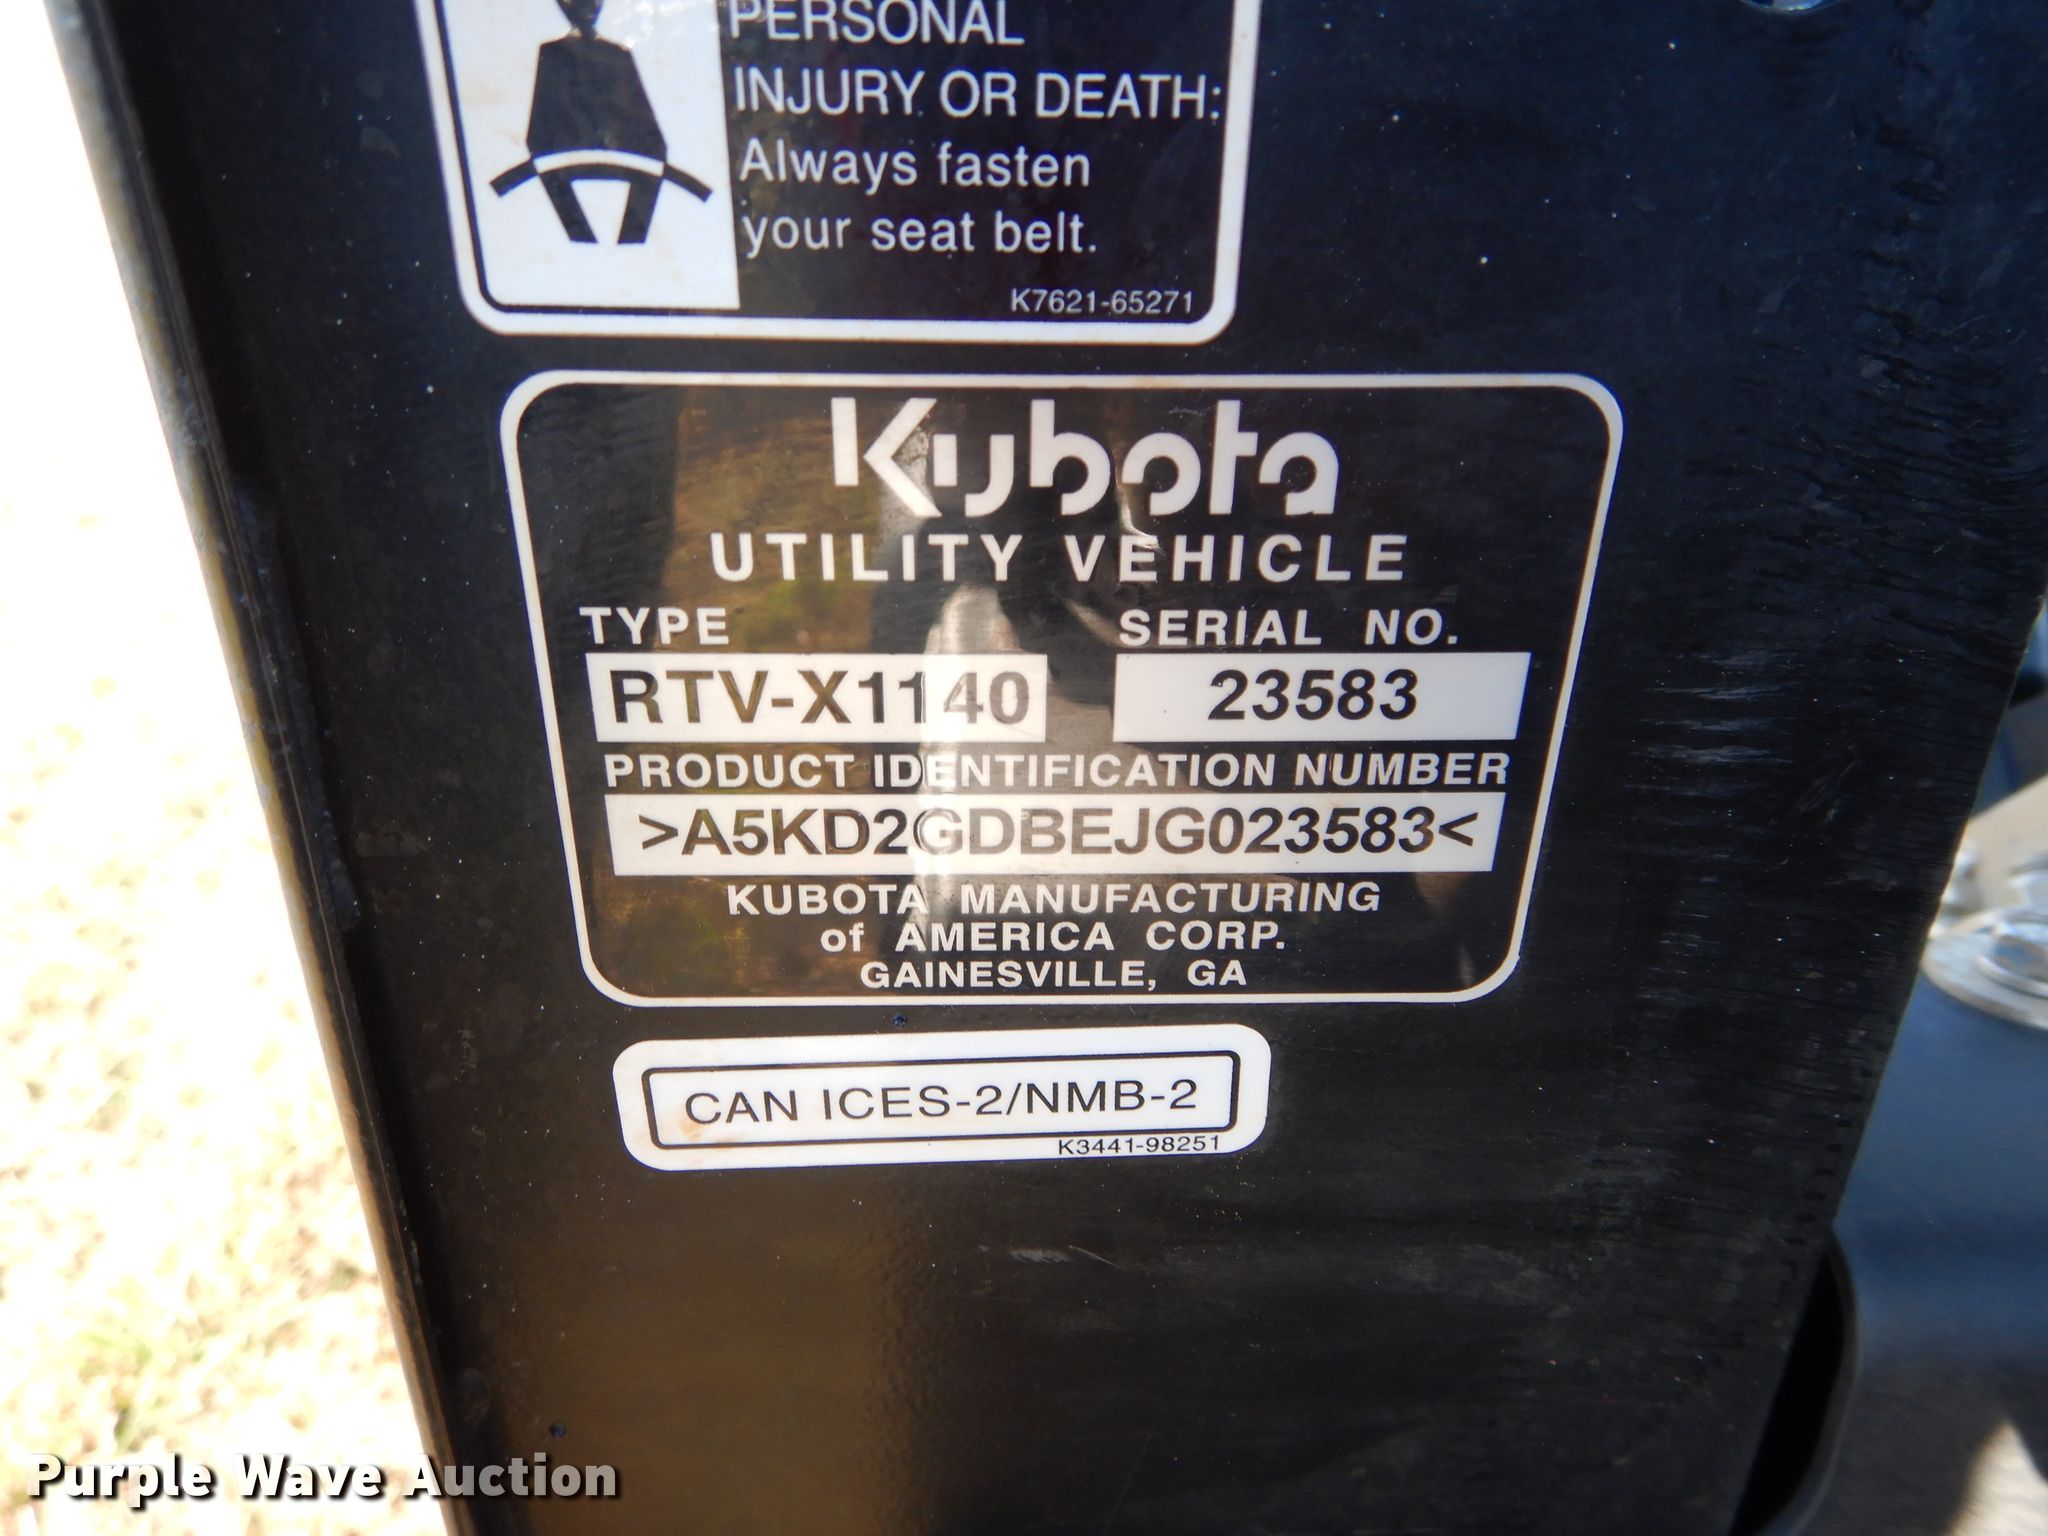 PERSONAL
INJURY OR DEATH:
Always fasten
your seat belt.
K7621-65271
Kubota
UTILITY VEHICLE
TYPE SERIAL NO.
RTV-X1140 23583
PRODUCT IDENTIFICATION NUMBER
>A5KD2GDBEJG023583<
KUBOTA MANUFACTURING
of AMERICA CORP.
GAINESVILLE, GA
CAN ICES-2/NMB-2
K3441-98251
Purple Wave Auction